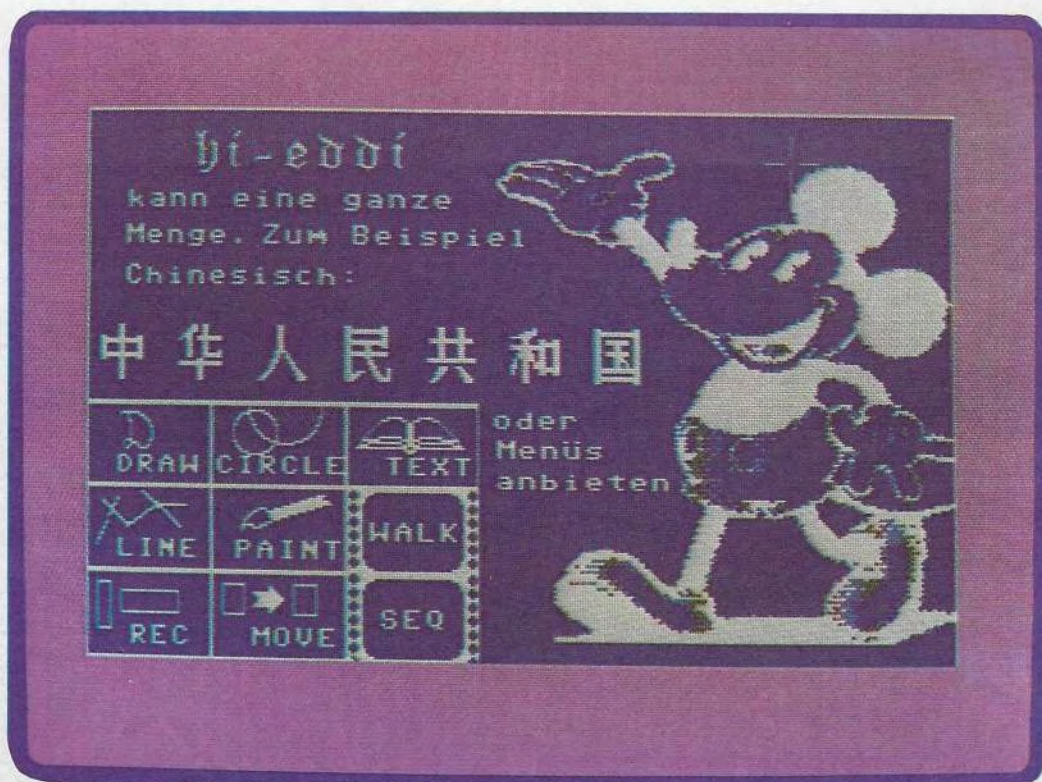 hi-eddi
kann eine ganze
Menge. Zum Beispiel
Chinesisch:
中华人民共和国
oder
Menüs
anbieten
DRAW CIRCLE TEXT
LINE PAINT WALK
REC MOVE SEQ